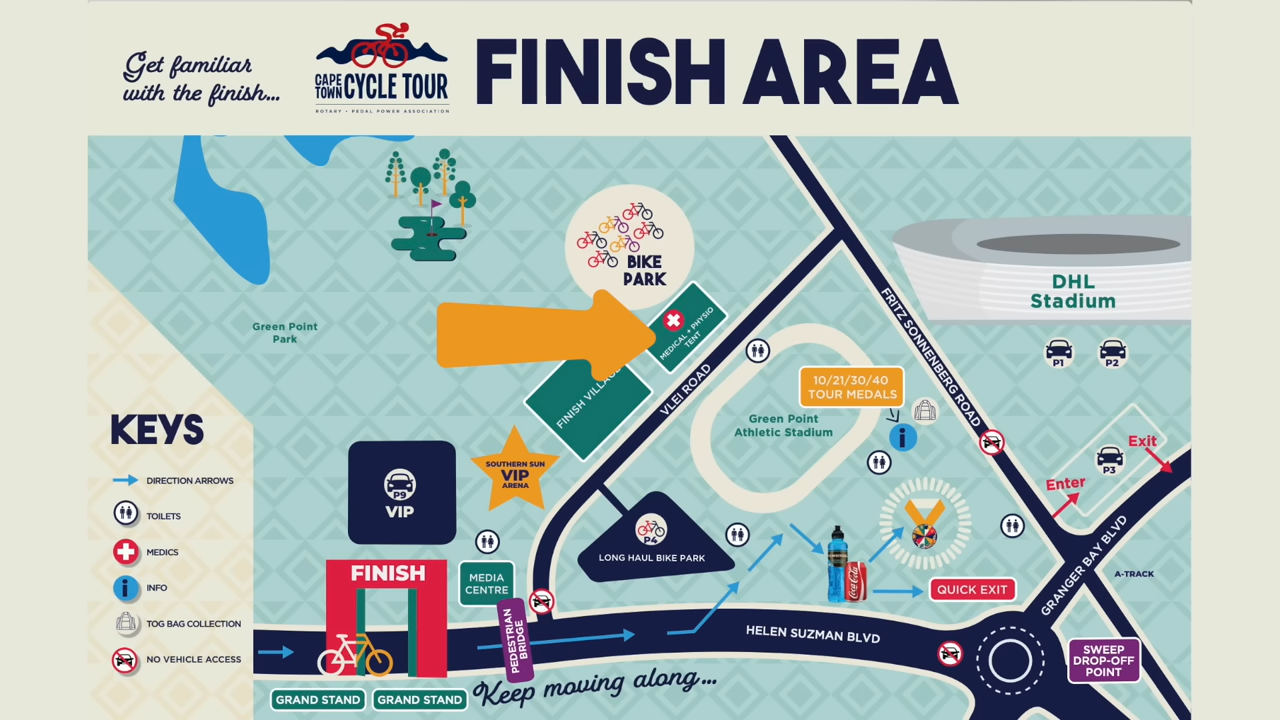 Get familiar
with the finish...
CAPE
TOWN CYCLE TOUR
ROTARY • PEDAL POWER ASSOCIATION
FINISH AREA
BIKE
PARK
DHL
Stadium
Green Point
Park
MEDICAL + PHYSIO
TENT
FINISH VILLAGE
VLEI ROAD
FRITZ SONNENBERG ROAD
P1
P2
10/21/30/40
TOUR MEDALS
Green Point
Athletic Stadium
i
Exit
P3
Enter
KEYS
DIRECTION ARROWS
TOILETS
MEDICS
i
INFO
TOG BAG COLLECTION
NO VEHICLE ACCESS
P9
VIP
SOUTHERN SUN
VIP
ARENA
P4
LONG HAUL BIKE PARK
FINISH
MEDIA
CENTRE
PEDESTRIAN
BRIDGE
Coca-Cola
QUICK EXIT
GRANGER BAY BLVD
A-TRACK
HELEN SUZMAN BLVD
SWEEP
DROP-OFF
POINT
GRAND STAND
GRAND STAND
Keep moving along...